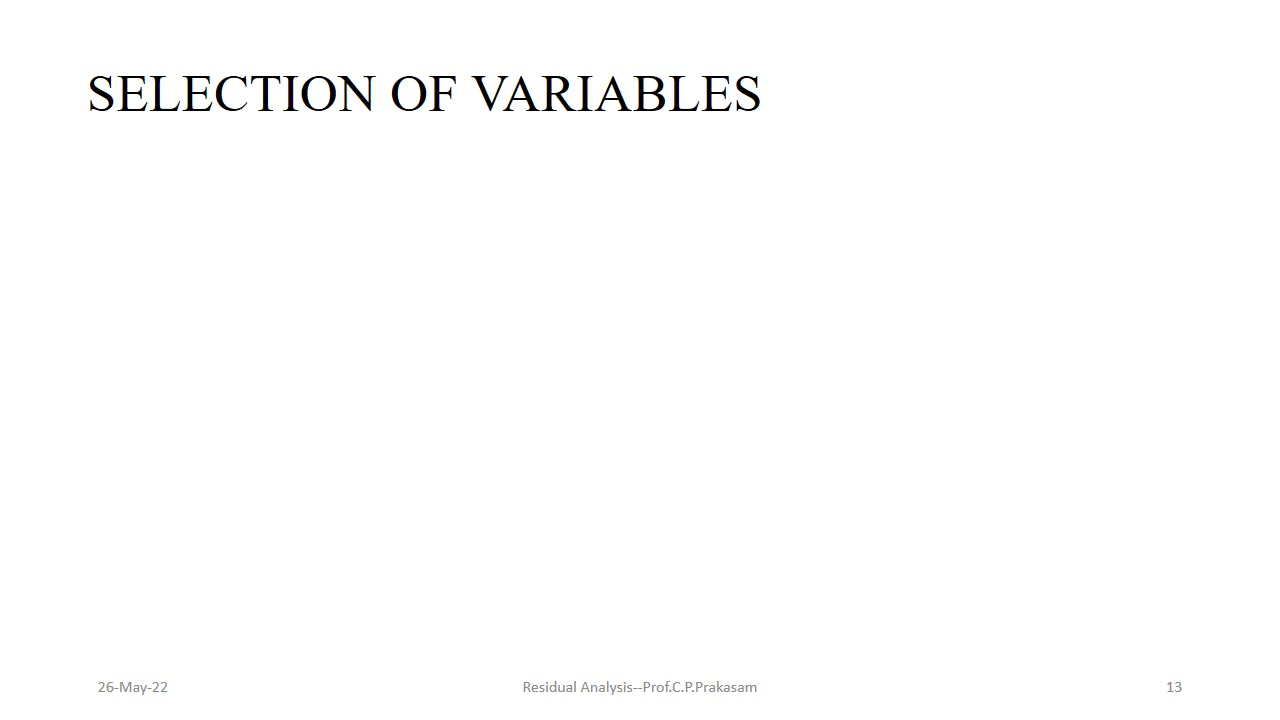 SELECTION OF VARIABLES
26-May-22
Residual Analysis--Prof.C.P.Prakasam
13